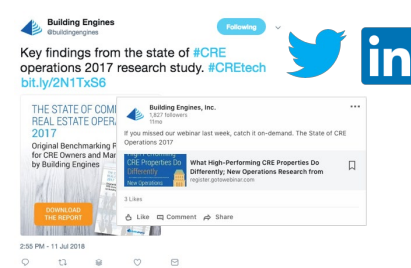 Building Engines
@buildingengines
Following
Key findings from the state of #CRE
operations 2017 research study. #CREtech
bit.ly/2N1TxS6
THE STATE OF COM
REAL ESTATE OPER
2017
Original Benchmarking R
for CRE Owners and Mar
by Building Engines
DOWNLOAD
THE REPORT
Building Engines, Inc.
1,827 followers
11mo
If you missed our webinar last week, catch it on-demand. The State of CRE
Operations 2017
CRE Properties Do
Differently
New Operations
What High-Performing CRE Properties Do
Differently; New Operations Research from
register.gotowebinar.com
3 Likes
Like Comment Share
2:55 PM - 11 Jul 2018
in